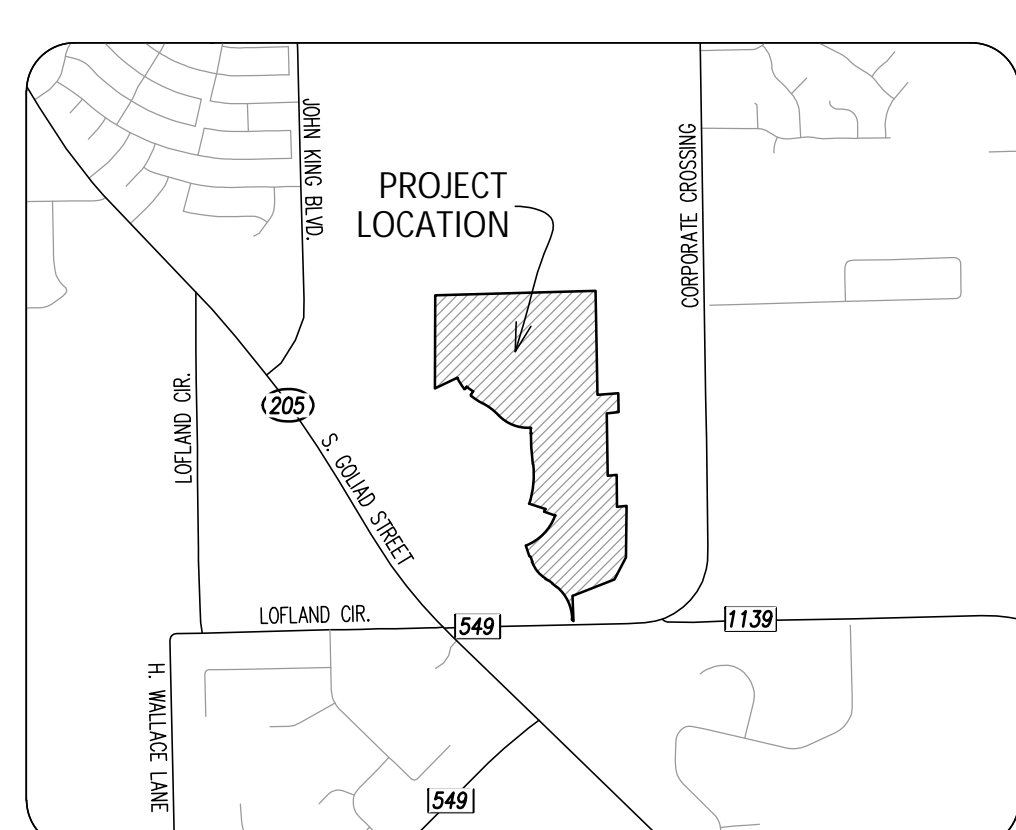 JOHN KING BLVD.
CORPORATE CROSSING
PROJECT
LOCATION
LOFLAND CIR.
205
S. GOLIAD STREET
LOFLAND CIR.
549
1139
H. WALLACE LANE
549